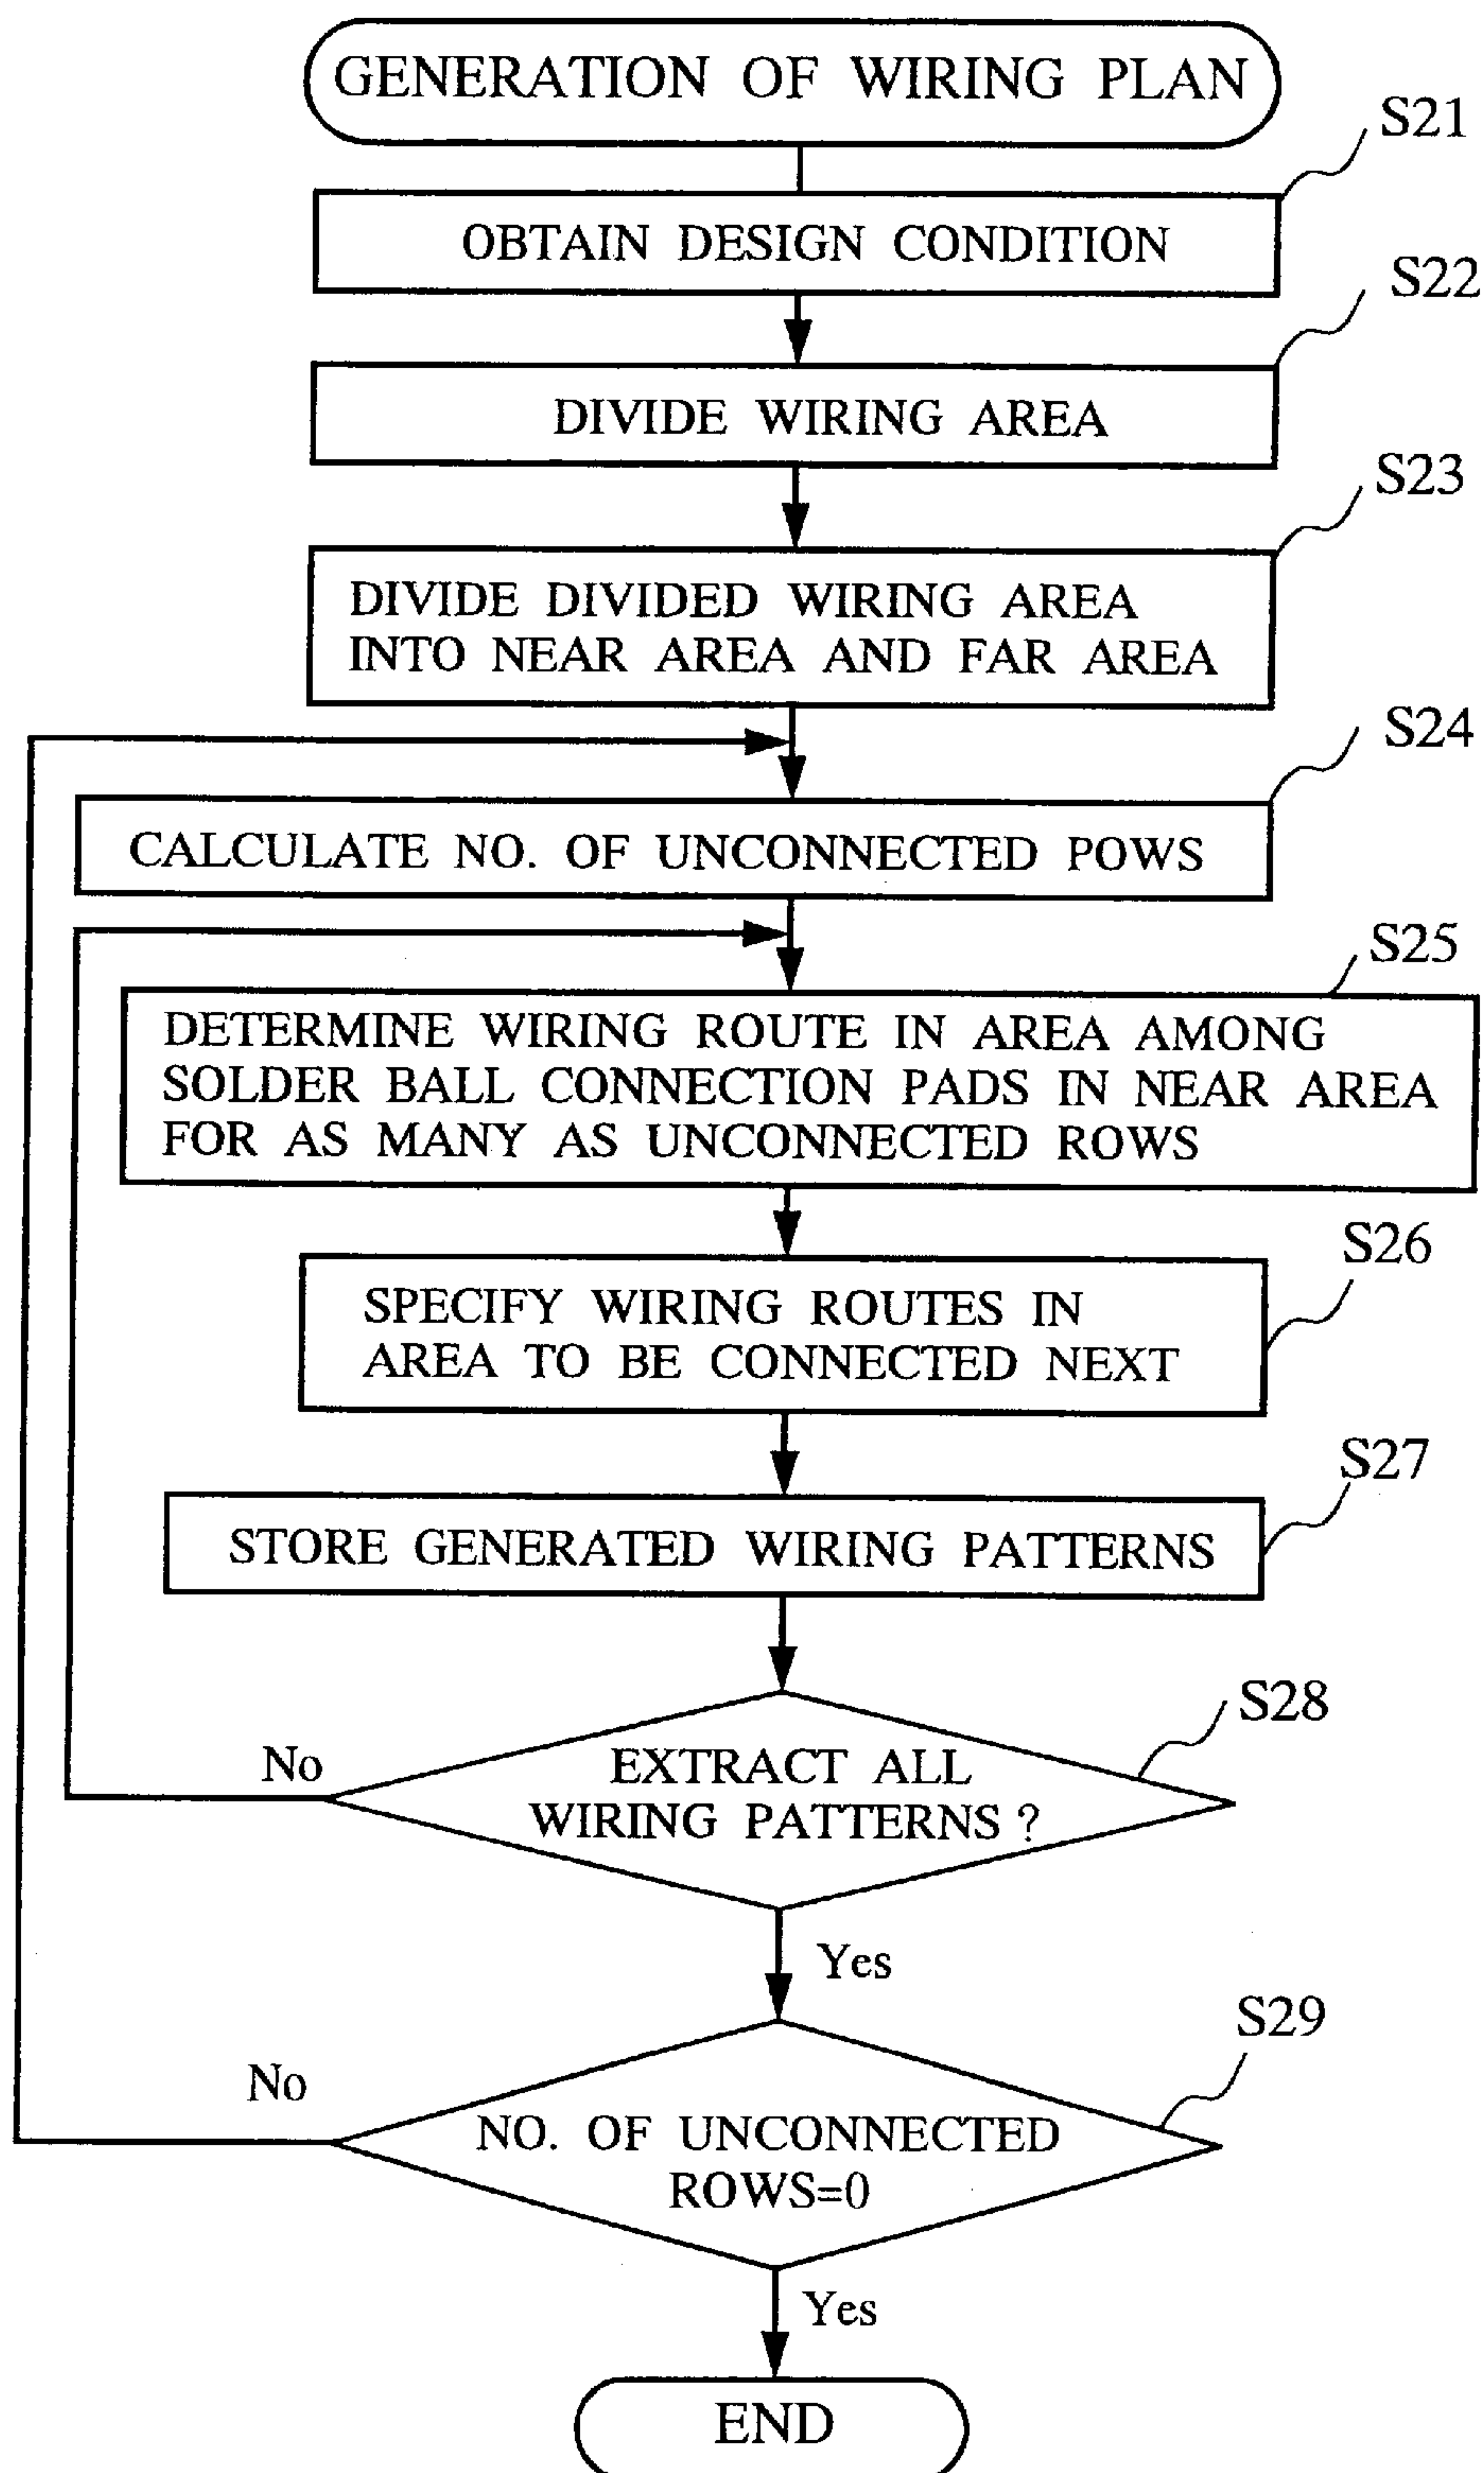 GENERATION OF WIRING PLAN
S21
OBTAIN DESIGN CONDITION
S22
DIVIDE WIRING AREA
S23
DIVIDE DIVIDED WIRING AREA
INTO NEAR AREA AND FAR AREA
S24
CALCULATE NO. OF UNCONNECTED POWS
S25
DETERMINE WIRING ROUTE IN AREA AMONG
SOLDER BALL CONNECTION PADS IN NEAR AREA
FOR AS MANY AS UNCONNECTED ROWS
S26
SPECIFY WIRING ROUTES IN
AREA TO BE CONNECTED NEXT
S27
STORE GENERATED WIRING PATTERNS
S28
No
EXTRACT ALL
WIRING PATTERNS ?
Yes
S29
No
NO. OF UNCONNECTED
ROWS=0
Yes
END